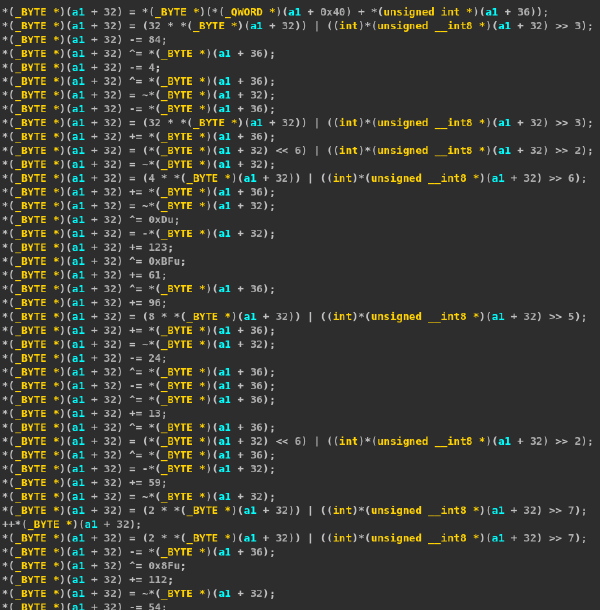 *(_BYTE *)(a1 + 32) = *(_BYTE *)(*(_QWORD *)(a1 + 0x40) + *(unsigned int *)(a1 + 36));
*(_BYTE *)(a1 + 32) = (32 * *(_BYTE *)(a1 + 32)) | ((int)*(unsigned __int8 *)(a1 + 32) >> 3);
*(_BYTE *)(a1 + 32) -= 84;
*(_BYTE *)(a1 + 32) ^= *(_BYTE *)(a1 + 36);
*(_BYTE *)(a1 + 32) -= 4;
*(_BYTE *)(a1 + 32) ^= *(_BYTE *)(a1 + 36);
*(_BYTE *)(a1 + 32) = ~*(_BYTE *)(a1 + 32);
*(_BYTE *)(a1 + 32) -= *(_BYTE *)(a1 + 36);
*(_BYTE *)(a1 + 32) = (32 * *(_BYTE *)(a1 + 32)) | ((int)*(unsigned __int8 *)(a1 + 32) >> 3);
*(_BYTE *)(a1 + 32) += *(_BYTE *)(a1 + 36);
*(_BYTE *)(a1 + 32) = (*(_BYTE *)(a1 + 32) << 6) | ((int)*(unsigned __int8 *)(a1 + 32) >> 2);
*(_BYTE *)(a1 + 32) = ~*(_BYTE *)(a1 + 32);
*(_BYTE *)(a1 + 32) = (4 * *(_BYTE *)(a1 + 32)) | ((int)*(unsigned __int8 *)(a1 + 32) >> 6);
*(_BYTE *)(a1 + 32) += *(_BYTE *)(a1 + 36);
*(_BYTE *)(a1 + 32) = ~*(_BYTE *)(a1 + 32);
*(_BYTE *)(a1 + 32) ^= 0xDu;
*(_BYTE *)(a1 + 32) = -*(_BYTE *)(a1 + 32);
*(_BYTE *)(a1 + 32) += 123;
*(_BYTE *)(a1 + 32) ^= 0xBFu;
*(_BYTE *)(a1 + 32) += 61;
*(_BYTE *)(a1 + 32) ^= *(_BYTE *)(a1 + 36);
*(_BYTE *)(a1 + 32) += 96;
*(_BYTE *)(a1 + 32) = (8 * *(_BYTE *)(a1 + 32)) | ((int)*(unsigned __int8 *)(a1 + 32) >> 5);
*(_BYTE *)(a1 + 32) += *(_BYTE *)(a1 + 36);
*(_BYTE *)(a1 + 32) = ~*(_BYTE *)(a1 + 32);
*(_BYTE *)(a1 + 32) -= 24;
*(_BYTE *)(a1 + 32) ^= *(_BYTE *)(a1 + 36);
*(_BYTE *)(a1 + 32) -= *(_BYTE *)(a1 + 36);
*(_BYTE *)(a1 + 32) ^= *(_BYTE *)(a1 + 36);
*(_BYTE *)(a1 + 32) += 13;
*(_BYTE *)(a1 + 32) ^= *(_BYTE *)(a1 + 36);
*(_BYTE *)(a1 + 32) = (*(_BYTE *)(a1 + 32) << 6) | ((int)*(unsigned __int8 *)(a1 + 32) >> 2);
*(_BYTE *)(a1 + 32) ^= *(_BYTE *)(a1 + 36);
*(_BYTE *)(a1 + 32) = -*(_BYTE *)(a1 + 32);
*(_BYTE *)(a1 + 32) += 59;
*(_BYTE *)(a1 + 32) = ~*(_BYTE *)(a1 + 32);
*(_BYTE *)(a1 + 32) = (2 * *(_BYTE *)(a1 + 32)) | ((int)*(unsigned __int8 *)(a1 + 32) >> 7);
++*(_BYTE *)(a1 + 32);
*(_BYTE *)(a1 + 32) = (2 * *(_BYTE *)(a1 + 32)) | ((int)*(unsigned __int8 *)(a1 + 32) >> 7);
*(_BYTE *)(a1 + 32) -= *(_BYTE *)(a1 + 36);
*(_BYTE *)(a1 + 32) ^= 0x8Fu;
*(_BYTE *)(a1 + 32) += 112;
*(_BYTE *)(a1 + 32) = ~*(_BYTE *)(a1 + 32);
*(_BYTE *)(a1 + 32) -= 54;